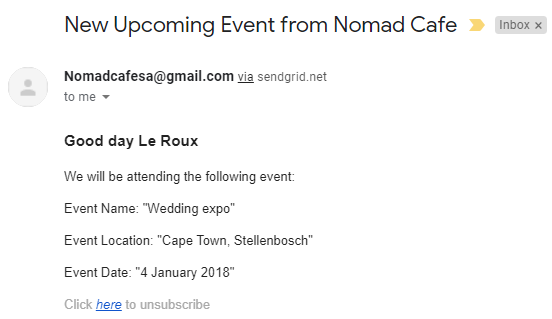 New Upcoming Event from Nomad Cafe Inbox x
Nomadcafesa@gmail.com via sendgrid.net
to me
Good day Le Roux
We will be attending the following event:
Event Name: "Wedding expo"
Event Location: "Cape Town, Stellenbosch"
Event Date: "4 January 2018"
Click here to unsubscribe